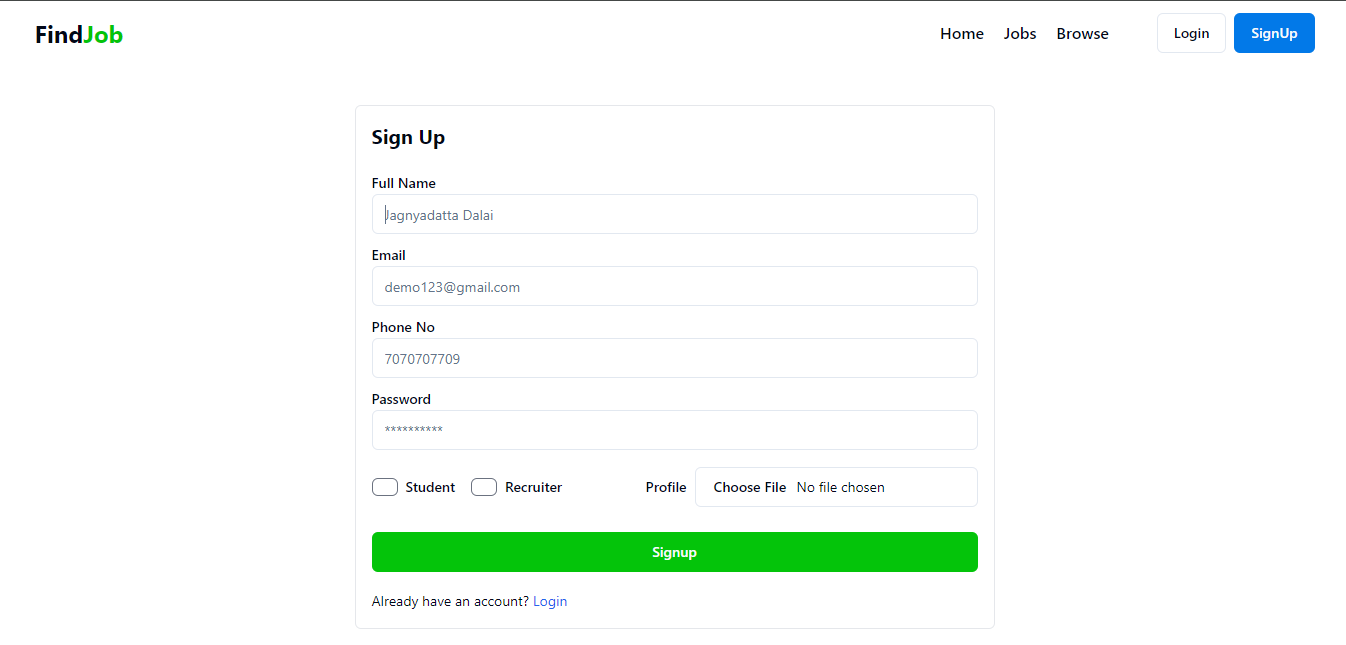 FindJob Home Jobs Browse Login SignUp
Sign Up
Full Name
Jagnyadatta Dalai
Email
demo123@gmail.com
Phone No
7070707709
Password
**********
Student Recruiter Profile Choose File No file chosen
Signup
Already have an account? Login